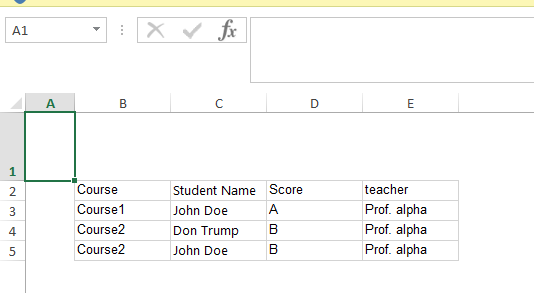 A1 fx
A B C D E
1
2 Course Student Name Score teacher
3 Course1 John Doe A Prof. alpha
4 Course2 Don Trump B Prof. alpha
5 Course2 John Doe B Prof. alpha